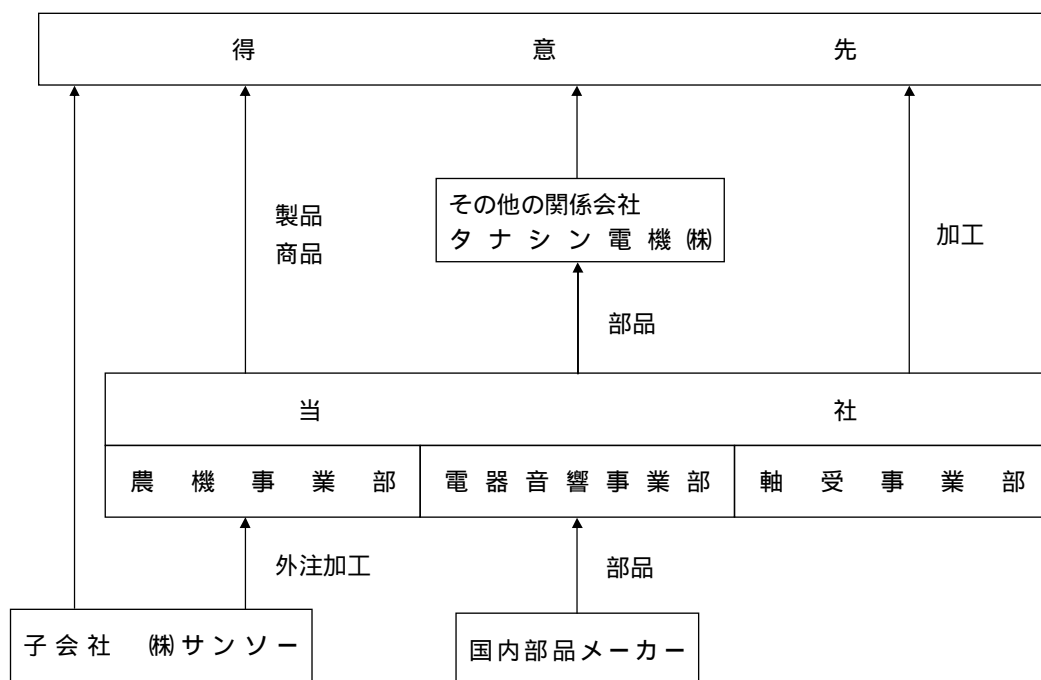 得意先
製品
商品
その他の関係会社
タナシン電機㈱
加工
部品
当社
農機事業部
電器音響事業部
軸受事業部
外注加工
部品
子会社 ㈱サンソー
国内部品メーカー